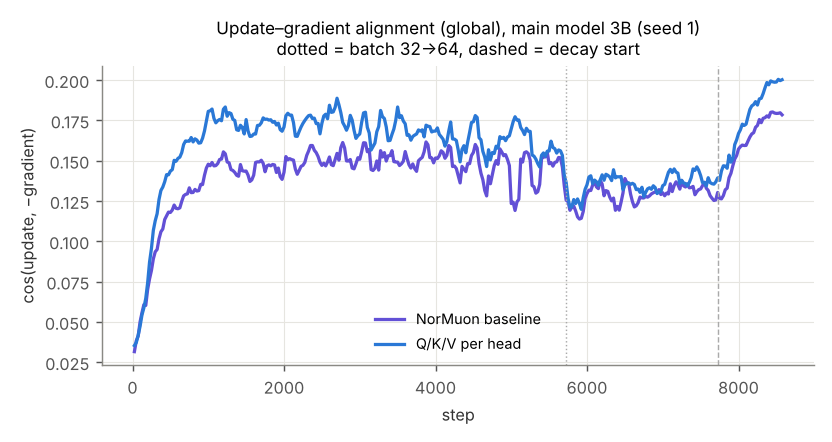 Update–gradient alignment (global), main model 3B (seed 1)
dotted = batch 32→64, dashed = decay start
cos(update, −gradient)
0.200
0.175
0.150
0.125
0.100
0.075
0.050
0.025
NorMuon baseline
Q/K/V per head
0
2000
4000
6000
8000
step